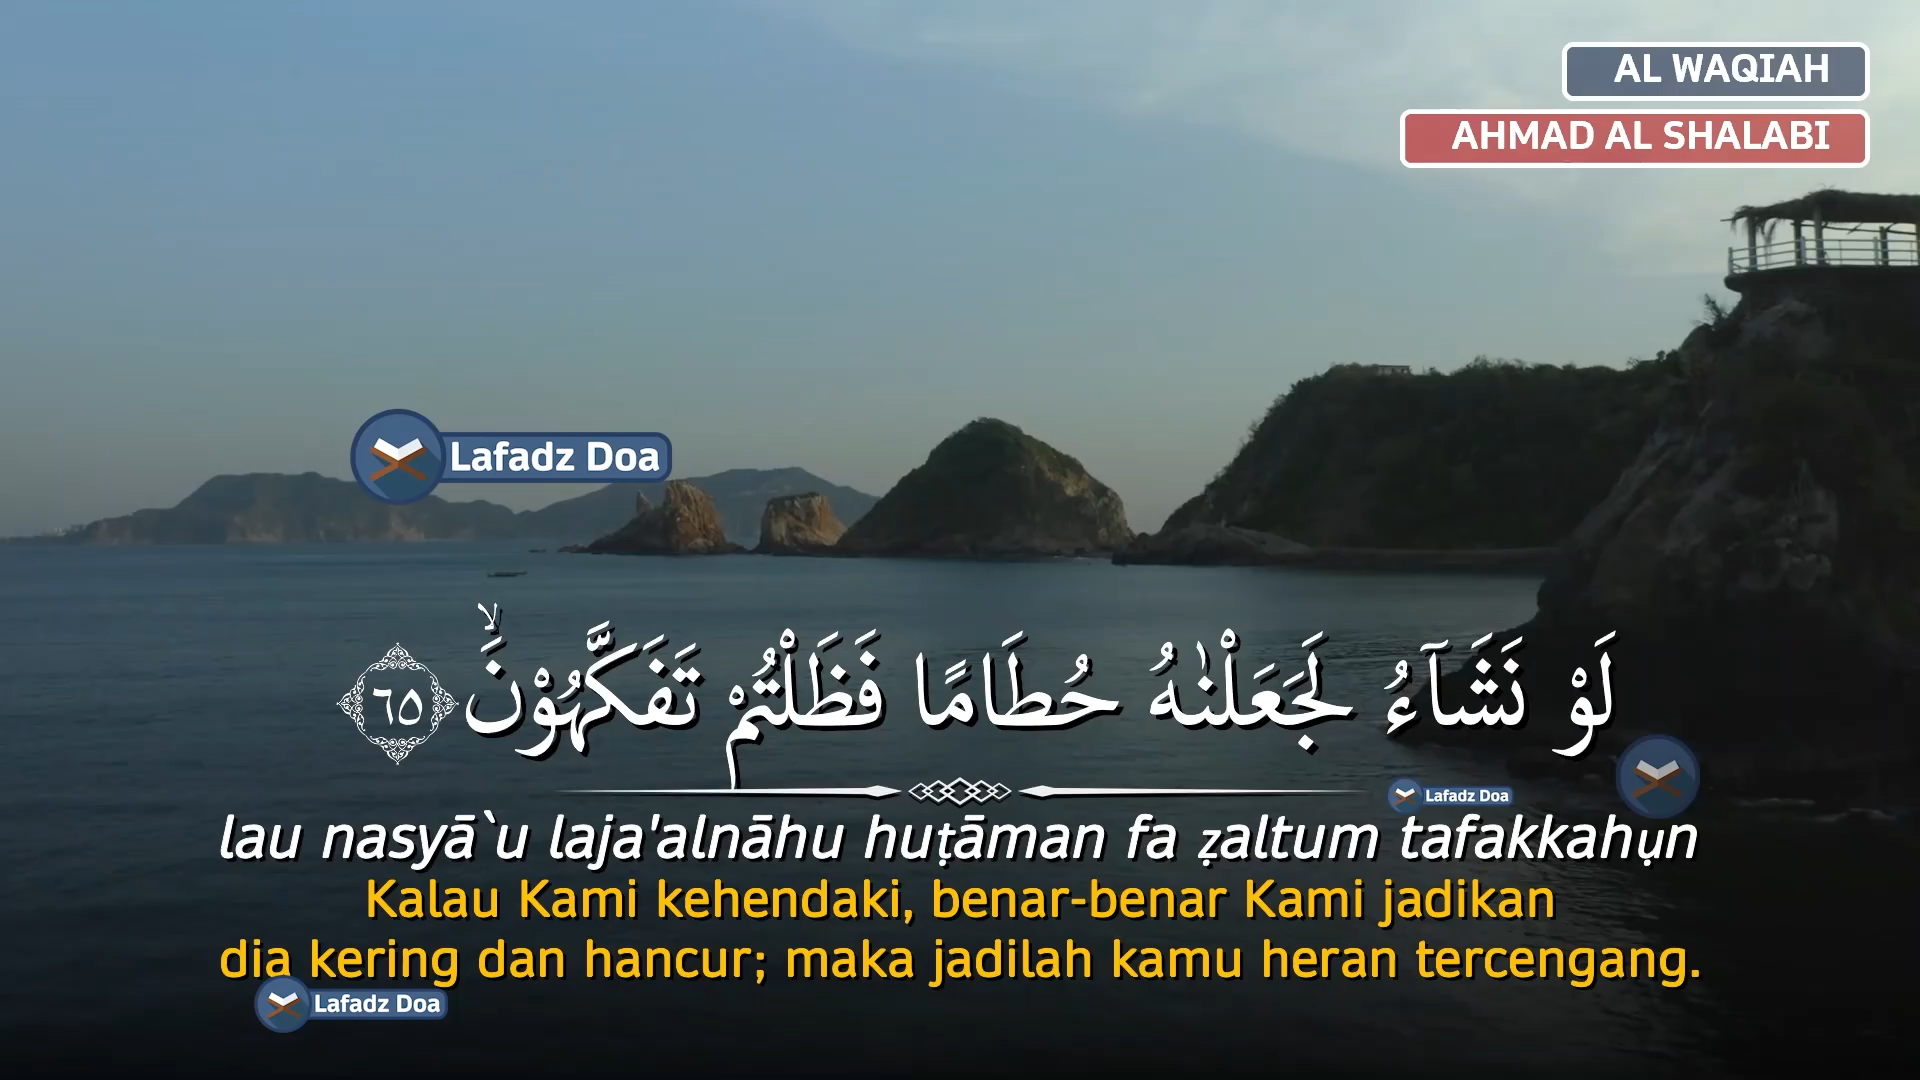 AL WAQIAH
AHMAD AL SHALABI
Lafadz Doa
لَوْ نَشَاۤءُ لَجَعَلْنٰهُ حُطَامًا فَظَلْتُمْ تَفَكَّهُوْنَۙ ٦٥
Lafadz Doa
lau nasyā`u laja'alnāhu huṭāman fa ẓaltum tafakkahụn
Kalau Kami kehendaki, benar-benar Kami jadikan
dia kering dan hancur; maka jadilah kamu heran tercengang.
Lafadz Doa